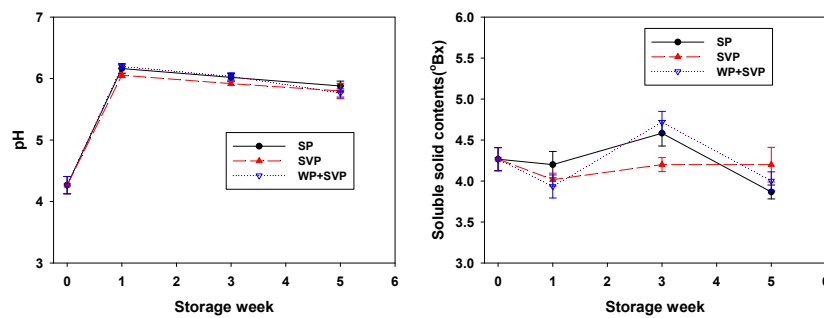 7
6
5
4
3
pH
0 1 2 3 4 5 6
Storage week
SP
SVP
WP+SVP
6.0
5.5
5.0
4.5
4.0
3.5
3.0
Soluble solid contents(°Bx)
0 1 2 3 4 5 6
Storage week
SP
SVP
WP+SVP